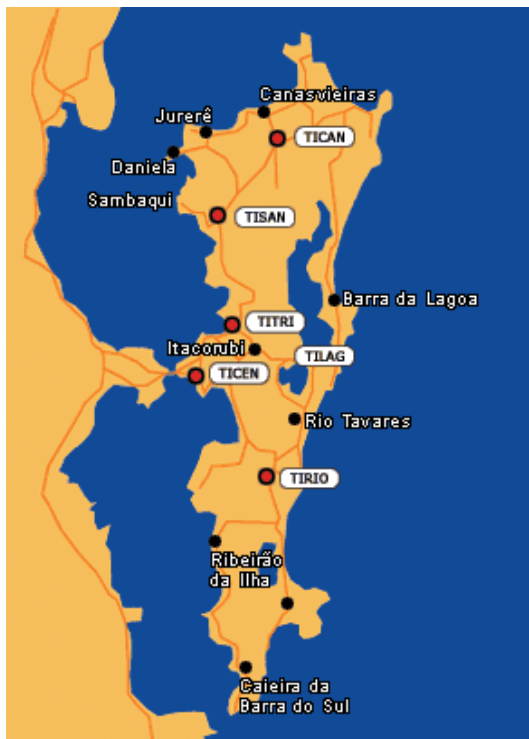 Canasvieiras
Jurerê
TICAN
Daniela
Sambaqui
TISAN
Barra da Lagoa
TITRI
Itacorubi
TILAG
TICEN
Rio Tavares
TIRIO
Ribeirão
da Ilha
Caieira da
Barra do Sul